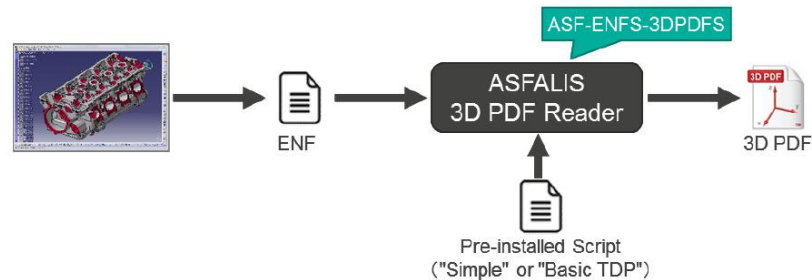 ASF-ENFS-3DPDFS
ASFALIS
3D PDF Reader
ENF
3D PDF
3D PDF
Pre-installed Script
("Simple" or "Basic TDP")